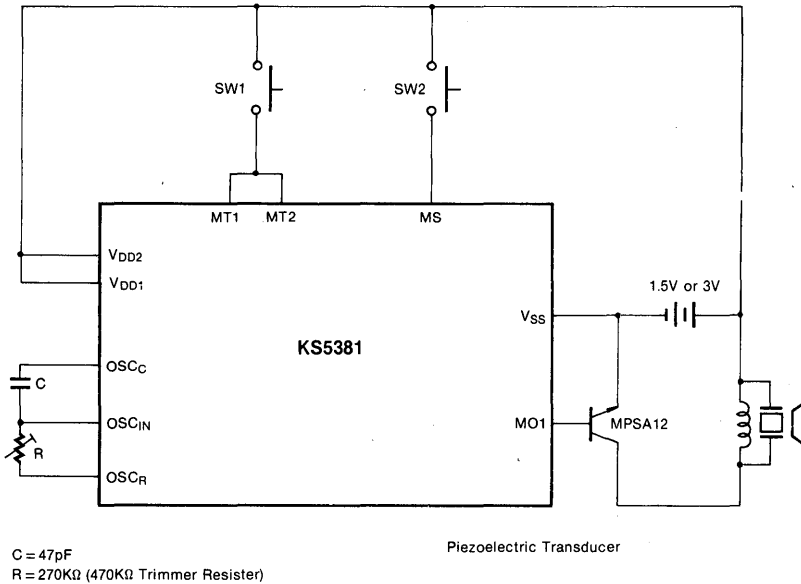 SW1
SW2
MT1
MT2
MS
VDD2
VDD1
1.5V or 3V
VSS
KS5381
OSCC
C
OSCIN
MO1
MPSA12
R
OSCR
Piezoelectric Transducer
C = 47pF
R = 270KΩ (470KΩ Trimmer Resister)